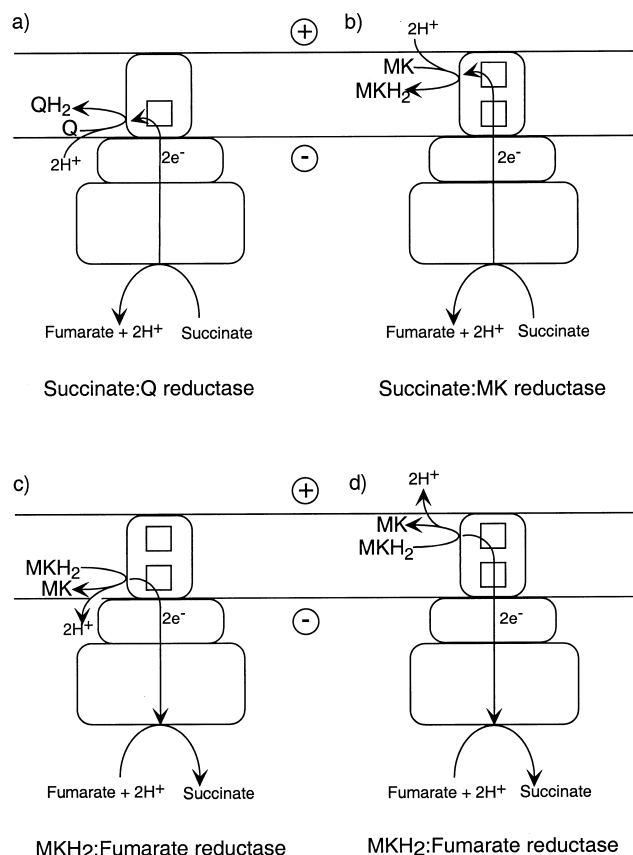 a)
+
b)
2H+
MK
MKH2
QH2
Q
2H+
2e-
-
2e-
Fumarate + 2H+ Succinate
Fumarate + 2H+ Succinate
Succinate:Q reductase
Succinate:MK reductase
c)
+
d)
2H+
MK
MKH2
MKH2
MK
2H+
2e-
-
2e-
Fumarate + 2H+ Succinate
Fumarate + 2H+ Succinate
MKH2:Fumarate reductase
MKH2:Fumarate reductase